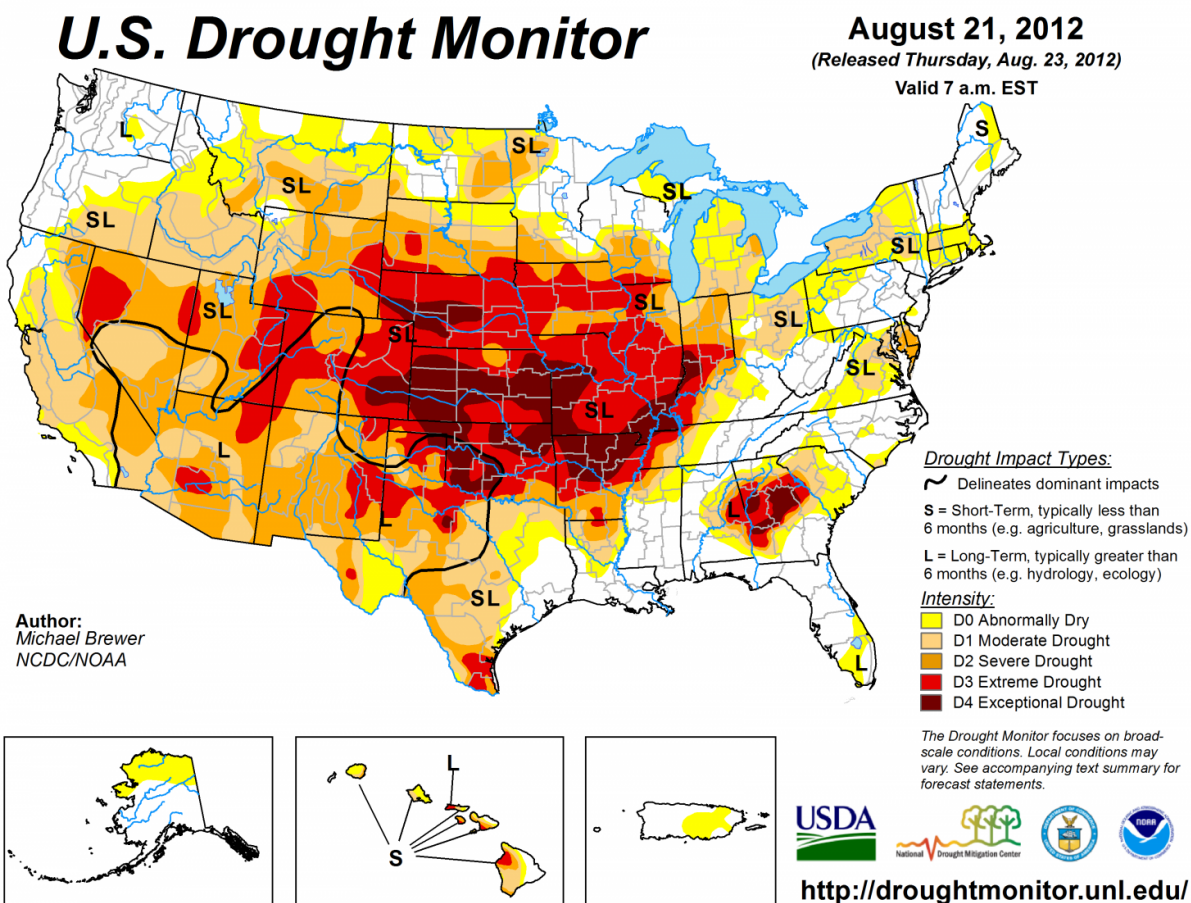 U.S. Drought Monitor
August 21, 2012
(Released Thursday, Aug. 23, 2012)
Valid 7 a.m. EST
L
S
SL
SL
SL
SL
SL
SL
SL
SL
SL
SL
SL
L
L
L
SL
L
Drought Impact Types:
Delineates dominant impacts
S = Short-Term, typically less than
6 months (e.g. agriculture, grasslands)
L = Long-Term, typically greater than
6 months (e.g. hydrology, ecology)
Intensity:
D0 Abnormally Dry
D1 Moderate Drought
D2 Severe Drought
D3 Extreme Drought
D4 Exceptional Drought
Author:
Michael Brewer
NCDC/NOAA
The Drought Monitor focuses on broad-
scale conditions. Local conditions may
vary. See accompanying text summary for
forecast statements.
L
S
USDA
National Drought Mitigation Center
NOAA
http://droughtmonitor.unl.edu/